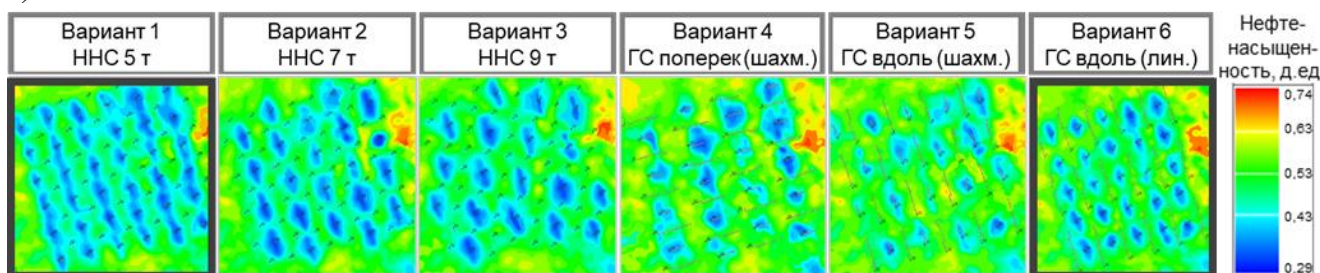 Вариант 1
ННС 5 т
Вариант 2
ННС 7 т
Вариант 3
ННС 9 т
Вариант 4
ГС поперек (шахм.)
Вариант 5
ГС вдоль (шахм.)
Вариант 6
ГС вдоль (лин.)
Нефте-
насыщен-
ность, д.ед
0,74
0,63
0,53
0,43
0,29